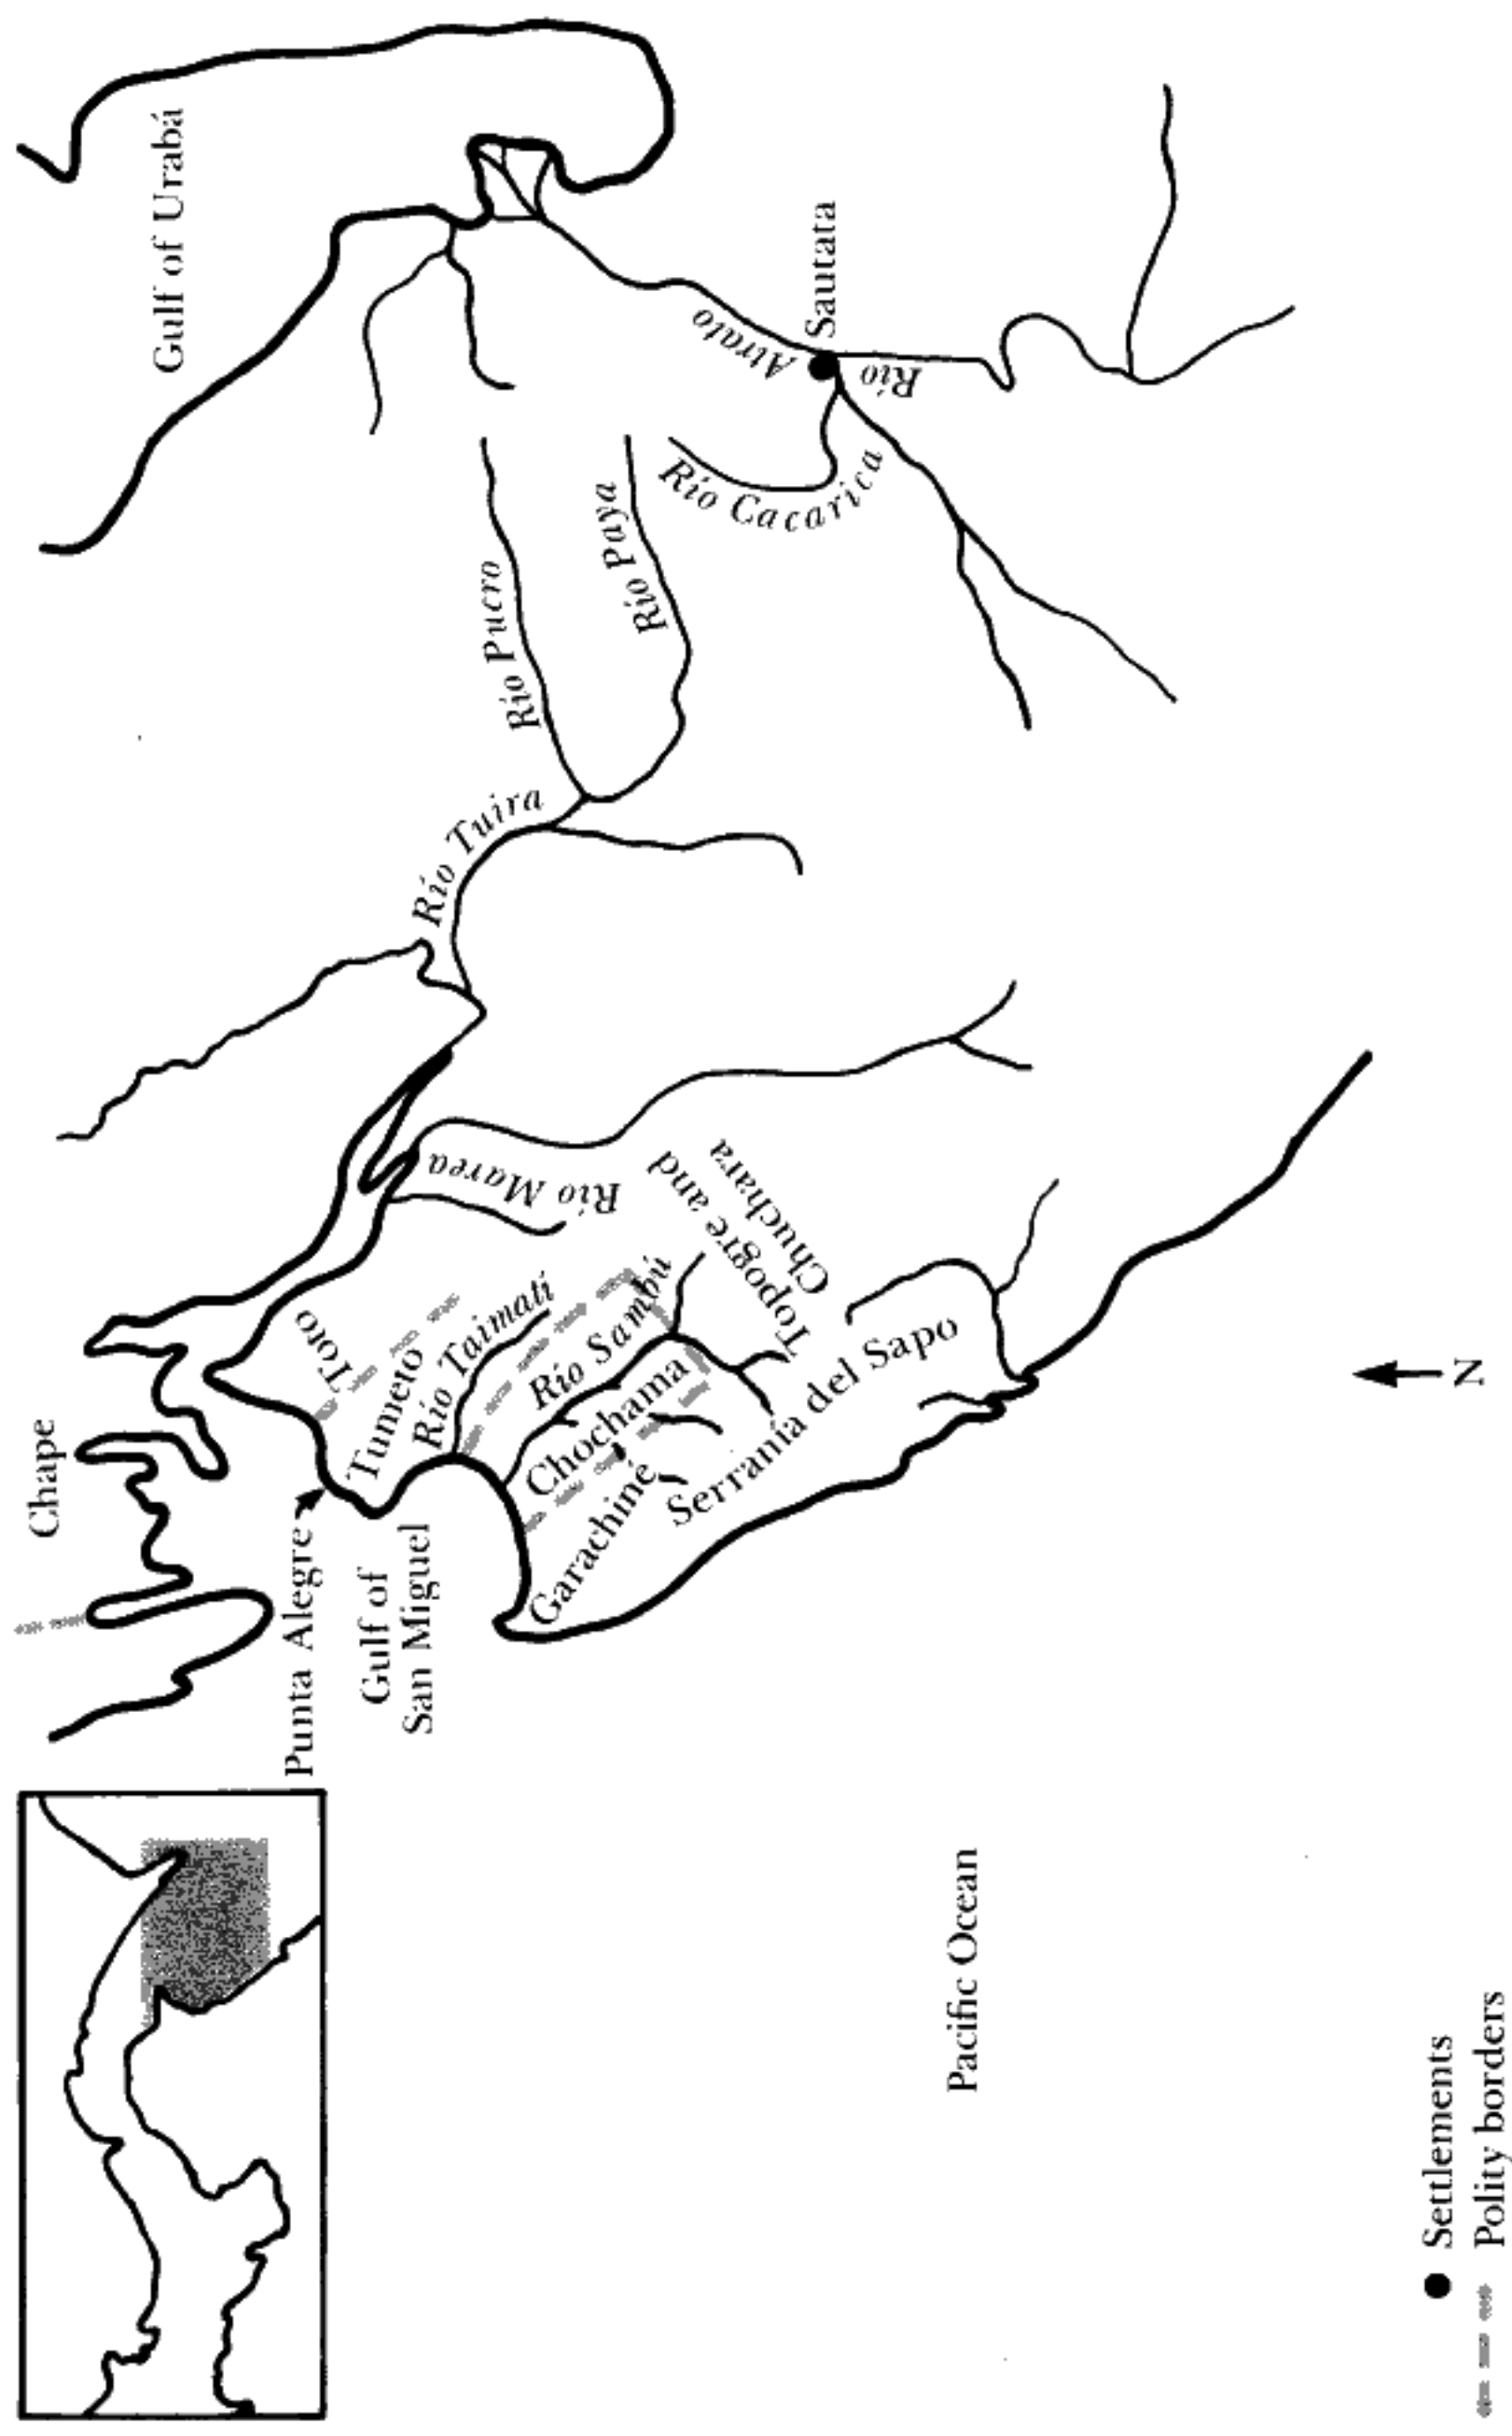 Chape
Gulf of Urabá
Punta Alegre
Gulf of
San Miguel
Toto
Tumeto
Río Taimatí
Río Sambú
Chochama
Garachiné
Serranía del Sapo
Topogre and
Chuchara
Río Marea
Río Tuira
Río Pucro
Río Paya
Río Cacarica
Río Atrato
Sautata
Pacific Ocean
N
Settlements
Polity borders